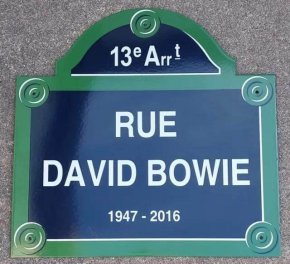 13e Arrt
RUE
DAVID BOWIE
1947 - 2016